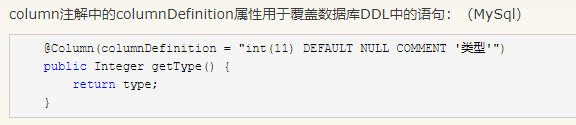 column注解中的columnDefinition属性用于覆盖数据库DDL中的语句：（MySql）
@Column(columnDefinition = "int(11) DEFAULT NULL COMMENT '类型'")
public Integer getType() {
    return type;
}